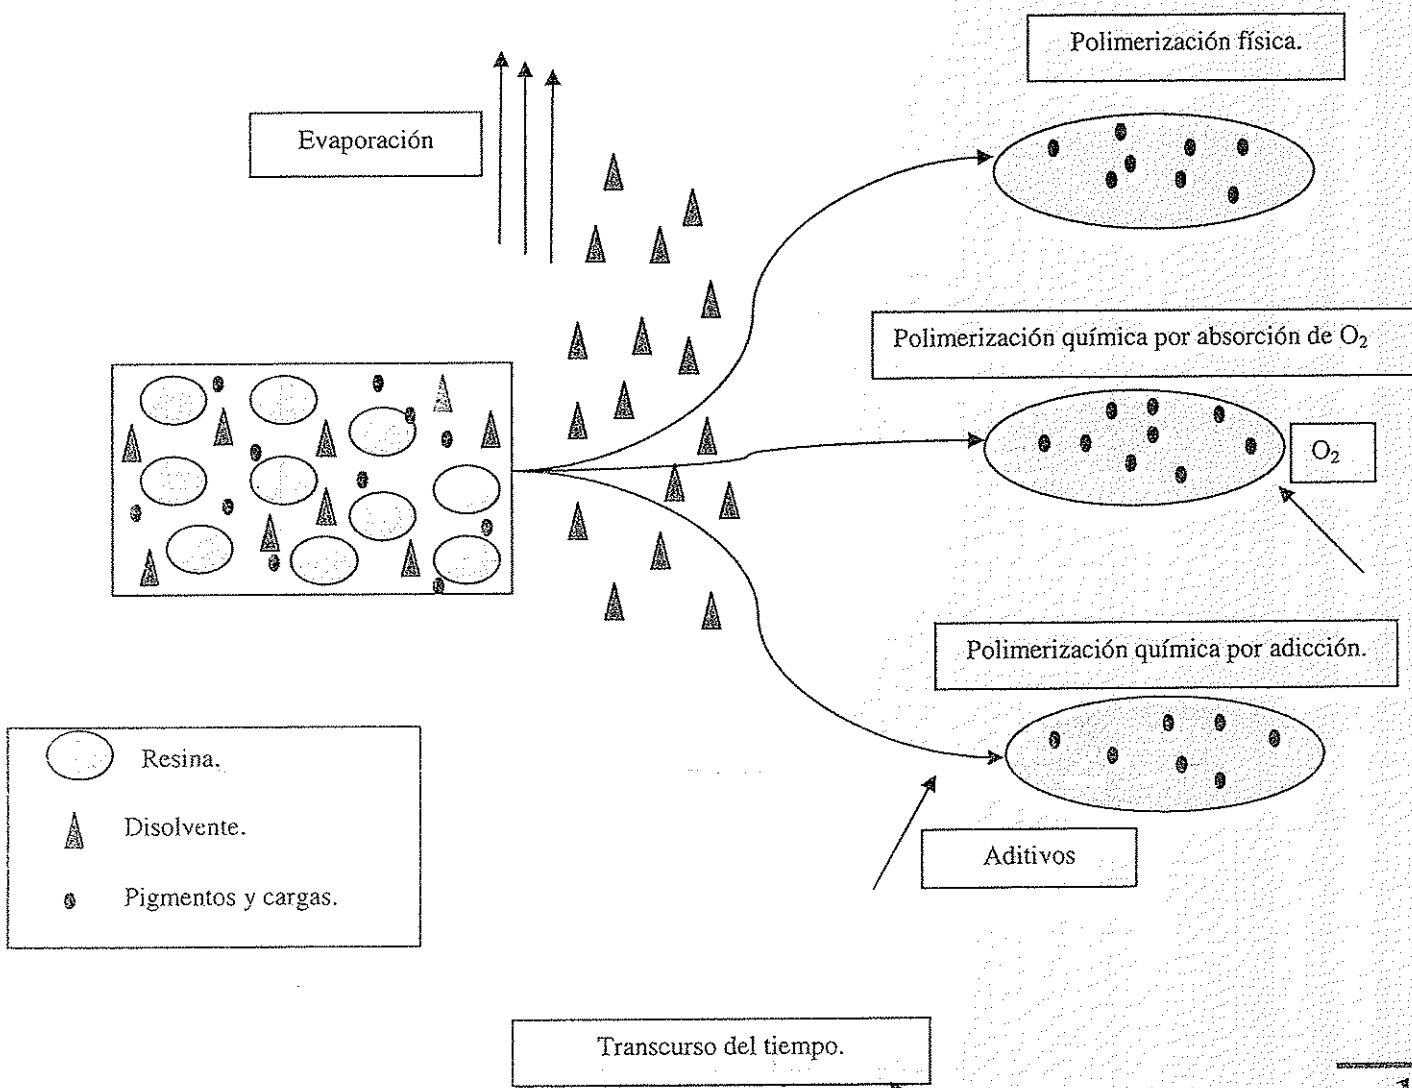 Polimerización física.
Evaporación
Polimerización química por absorción de O₂
O₂
Polimerización química por adicción.
Resina.
Disolvente.
Pigmentos y cargas.
Aditivos
Transcurso del tiempo.